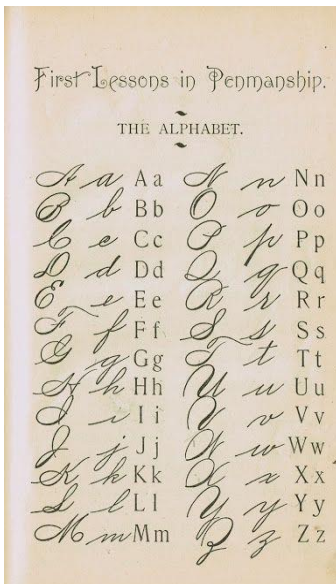 First Lessons in Penmanship.
THE ALPHABET.
A a Aa N n Nn
B b Bb O o Oo
C c Cc P p Pp
D d Dd Q q Qq
E e Ee R r Rr
F f Ff S s Ss
G g Gg T t Tt
H h Hh U u Uu
I i Ii V v Vv
J j Jj W w Ww
K k Kk X x Xx
L l Ll Y y Yy
M m Mm Z z Zz